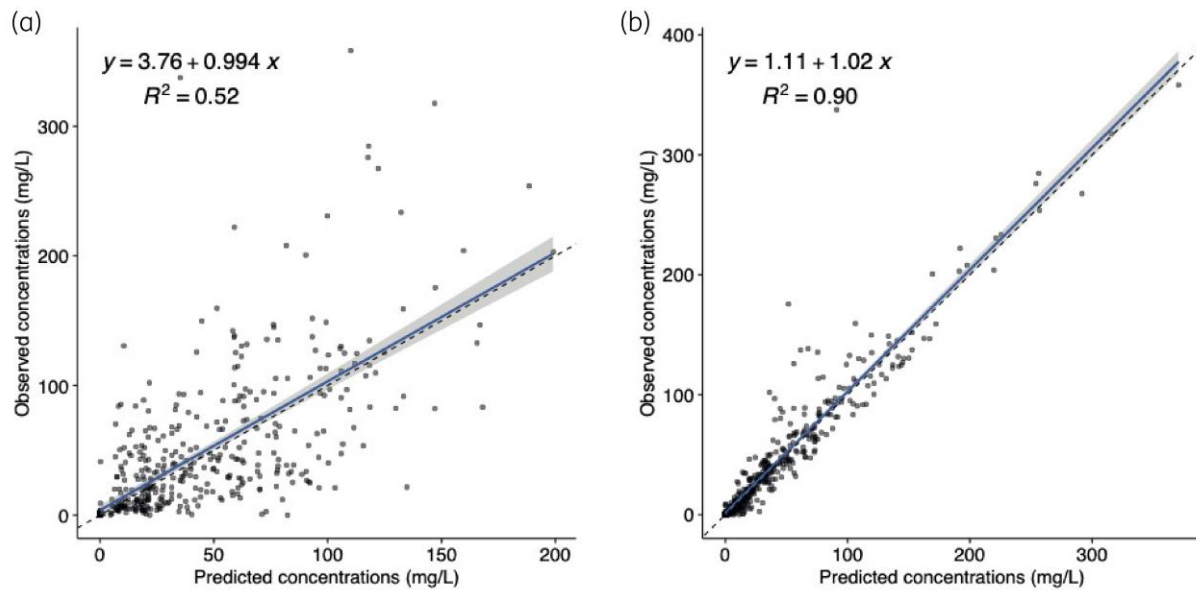 (a)
y = 3.76 + 0.994 x
R² = 0.52
Observed concentrations (mg/L)
300
200
100
0
0 50 100 150 200
Predicted concentrations (mg/L)
(b)
y = 1.11 + 1.02 x
R² = 0.90
Observed concentrations (mg/L)
400
300
200
100
0
0 100 200 300
Predicted concentrations (mg/L)